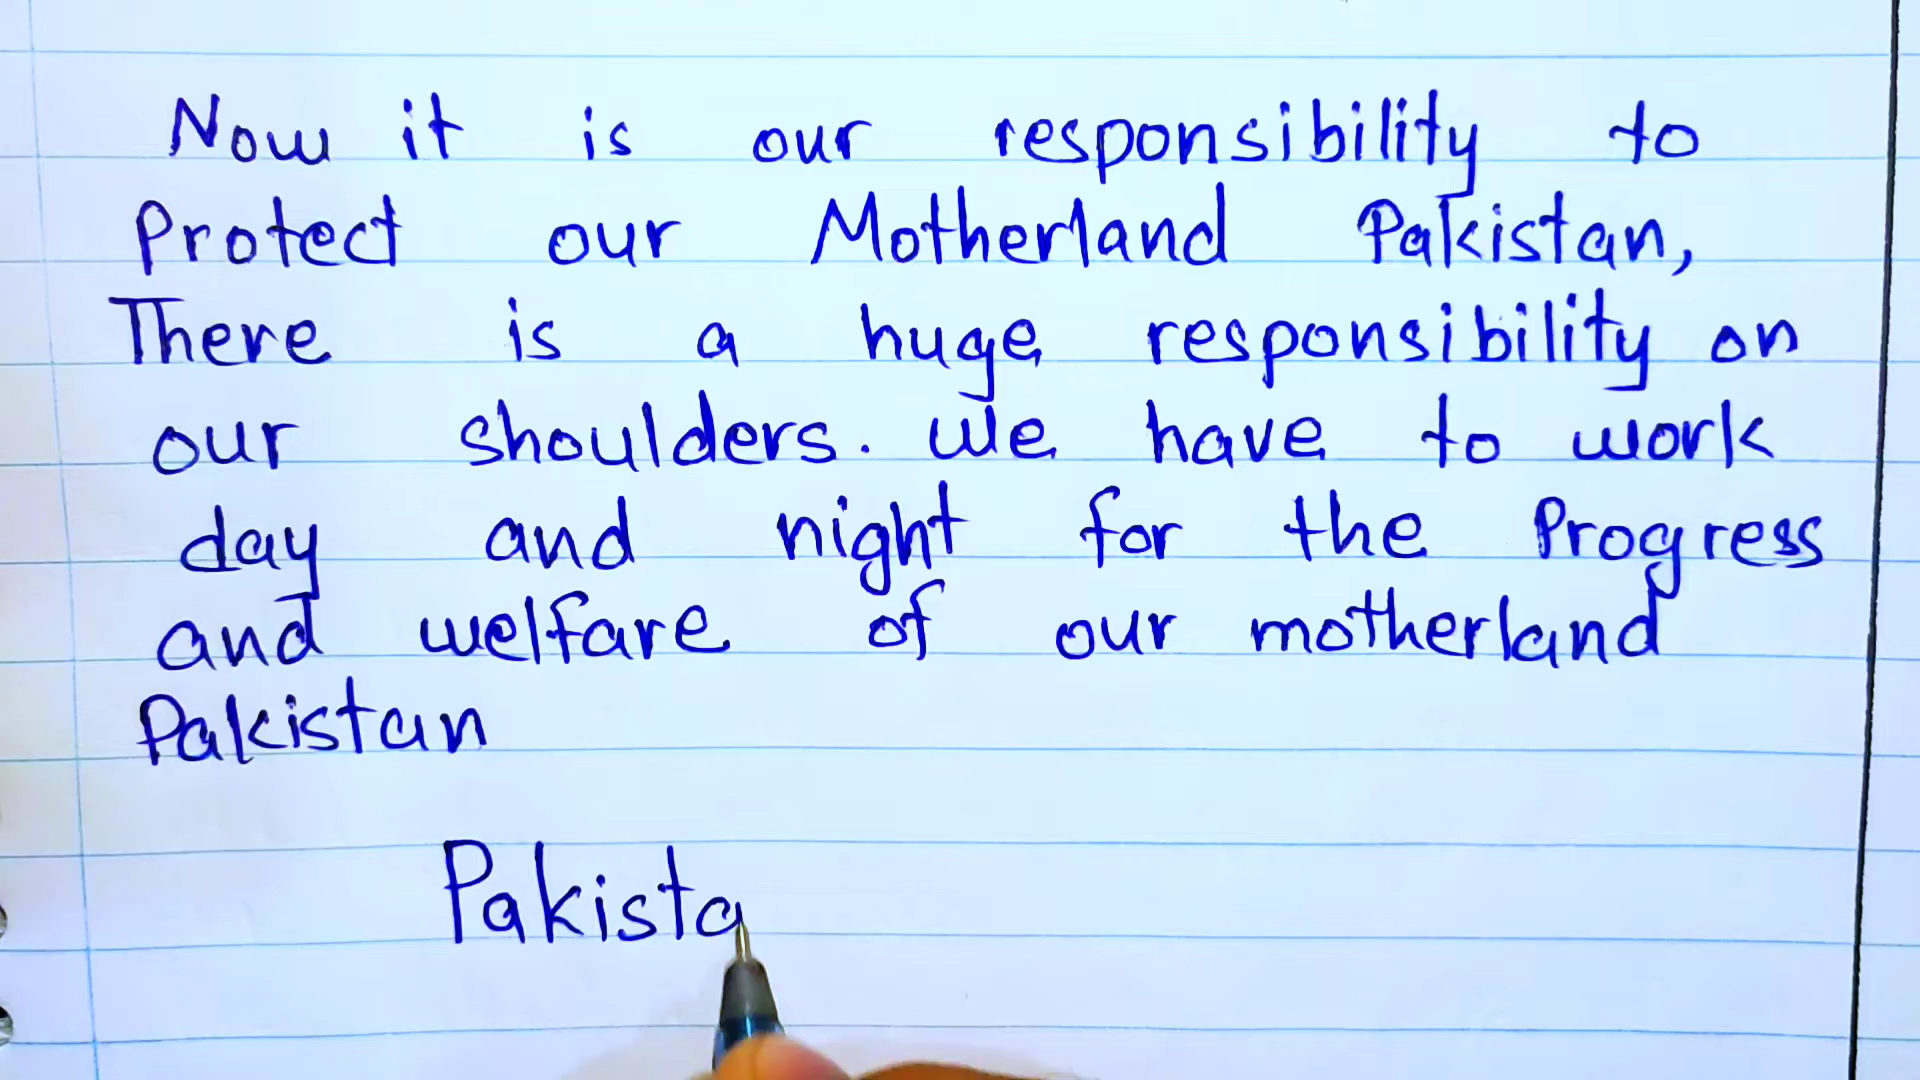 Now it is our responsibility to
Protect our Motherland Pakistan,
There is a huge responsibility on
our shoulders. We have to work
day and night for the Progress
and welfare of our motherland
Pakistan
Pakista